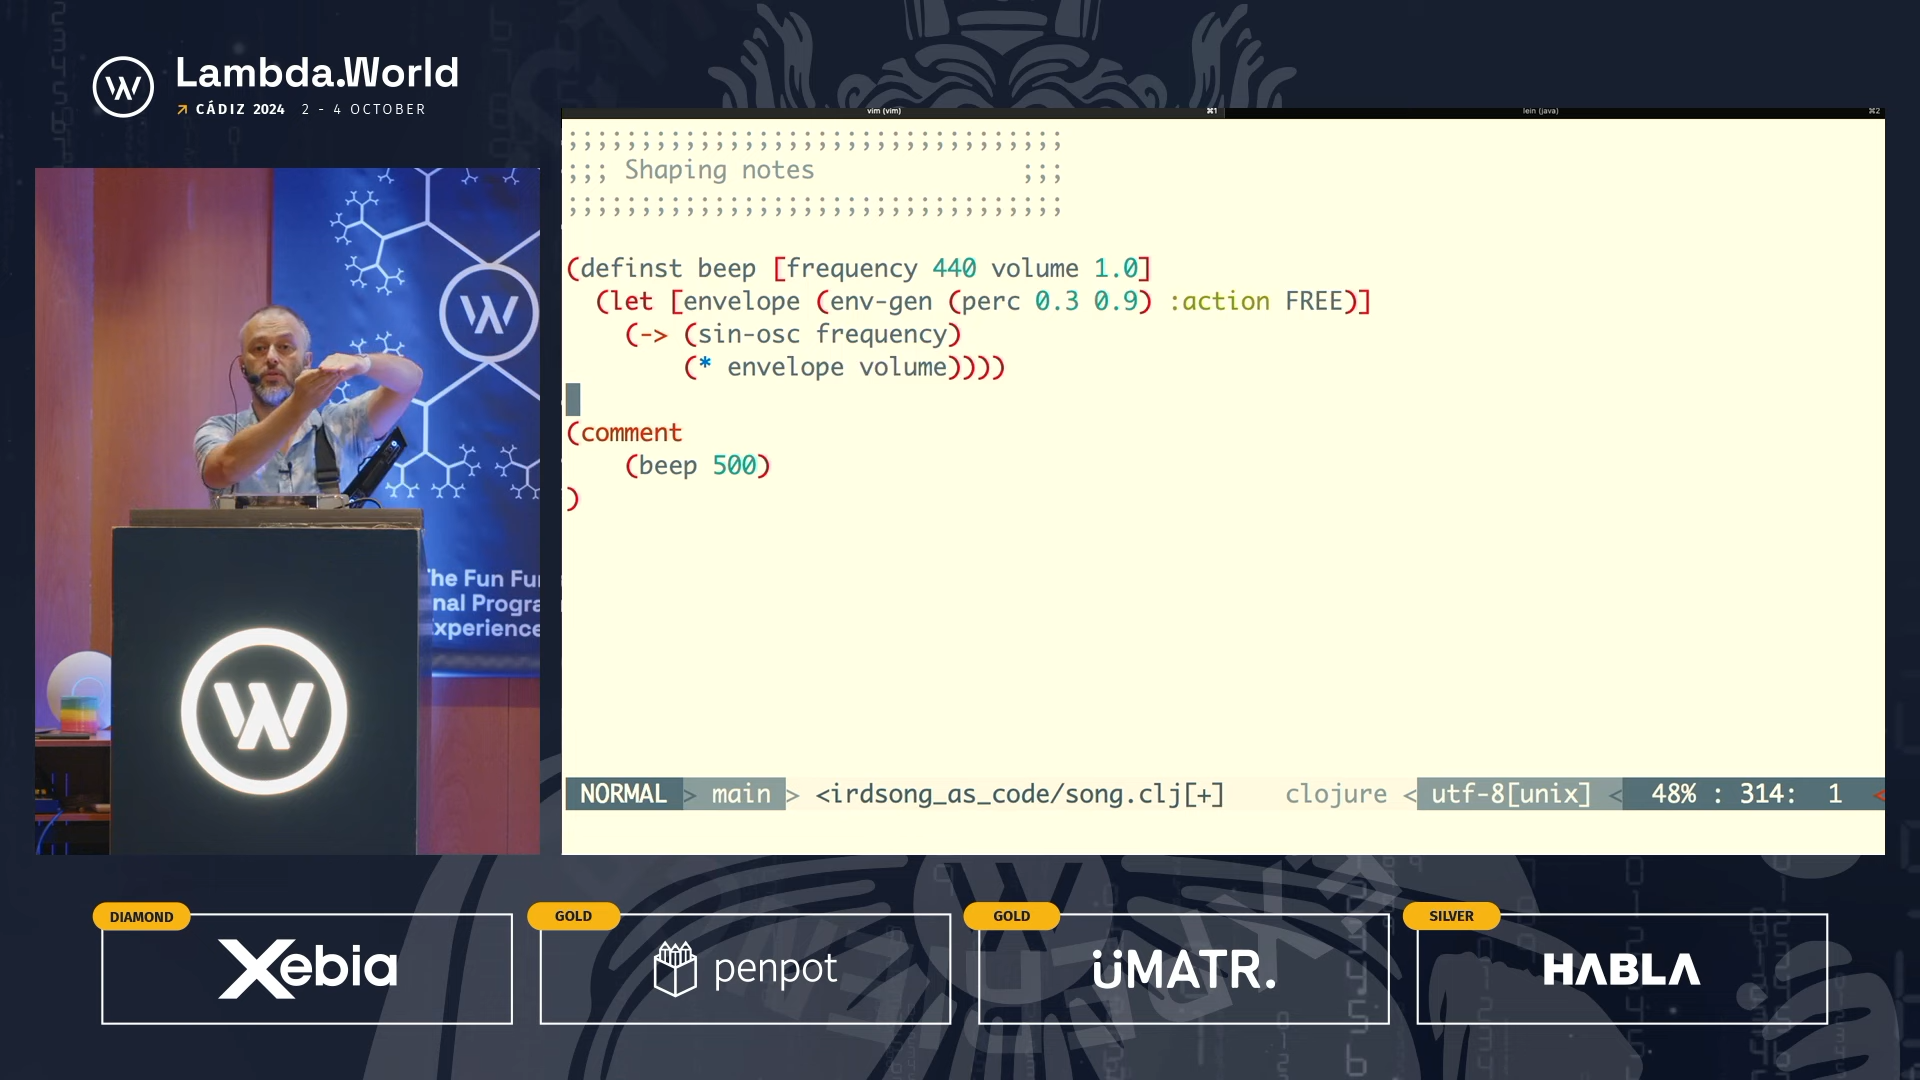 Lambda.World
CÁDIZ 2024 2 - 4 OCTOBER
vim (vim) ⌘1 lein (java) ⌘2
;;;;;;;;;;;;;;;;;;;;;;;;;;;;;;;;;;
;;; Shaping notes ;;;
;;;;;;;;;;;;;;;;;;;;;;;;;;;;;;;;;;
(definst beep [frequency 440 volume 1.0]
(let [envelope (env-gen (perc 0.3 0.9) :action FREE)]
(-> (sin-osc frequency)
(* envelope volume))))
(comment
(beep 500)
)
NORMAL > main > <irdsong_as_code/song.clj[+] clojure < utf-8[unix] < 48% : 314: 1 <
W
W
he Fun Fu
nal Progra
xperience
W
DIAMOND
Xebia
GOLD
penpot
GOLD
üMATR.
SILVER
HABLA